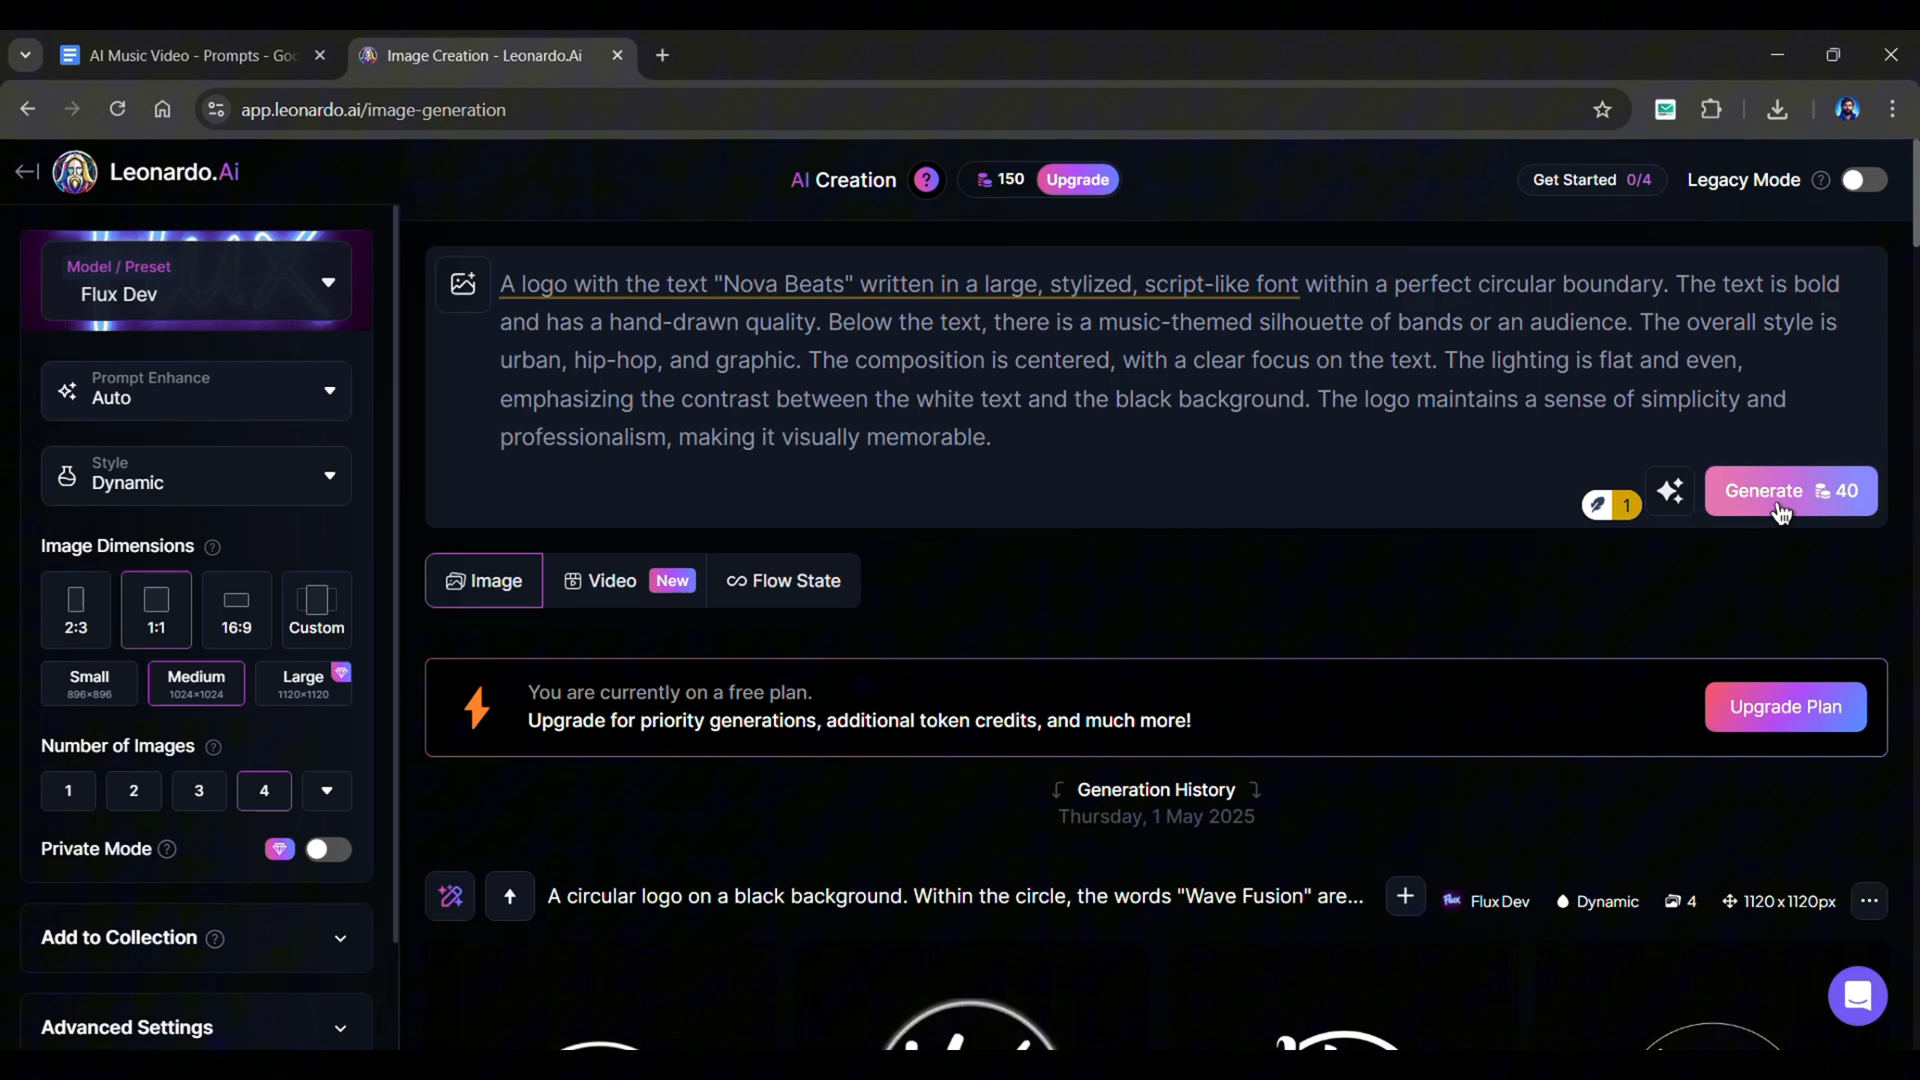 AI Music Video - Prompts - Goo
Image Creation - Leonardo.Ai
app.leonardo.ai/image-generation
Leonardo.Ai
AI Creation
?
150
Upgrade
Get Started 0/4
Legacy Mode ?
Model / Preset
Flux Dev
Prompt Enhance
Auto
Style
Dynamic
Image Dimensions ?
2:3
1:1
16:9
Custom
Small
896×896
Medium
1024×1024
Large
1120×1120
Number of Images ?
1
2
3
4
Private Mode ?
Add to Collection ?
Advanced Settings
A logo with the text "Nova Beats" written in a large, stylized, script-like font within a perfect circular boundary. The text is bold
and has a hand-drawn quality. Below the text, there is a music-themed silhouette of bands or an audience. The overall style is
urban, hip-hop, and graphic. The composition is centered, with a clear focus on the text. The lighting is flat and even,
emphasizing the contrast between the white text and the black background. The logo maintains a sense of simplicity and
professionalism, making it visually memorable.
1
Generate 40
Image
Video New
Flow State
You are currently on a free plan.
Upgrade for priority generations, additional token credits, and much more!
Upgrade Plan
Generation History
Thursday, 1 May 2025
A circular logo on a black background. Within the circle, the words "Wave Fusion" are...
Flux Dev
Dynamic
4
1120 x 1120px